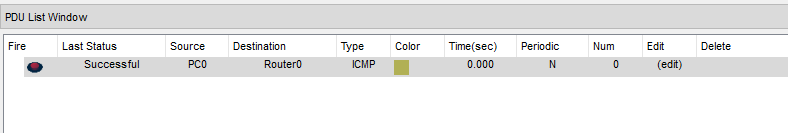 PDU List Window
Fire Last Status Source Destination Type Color Time(sec) Periodic Num Edit Delete
Successful PC0 Router0 ICMP 0.000 N 0 (edit)